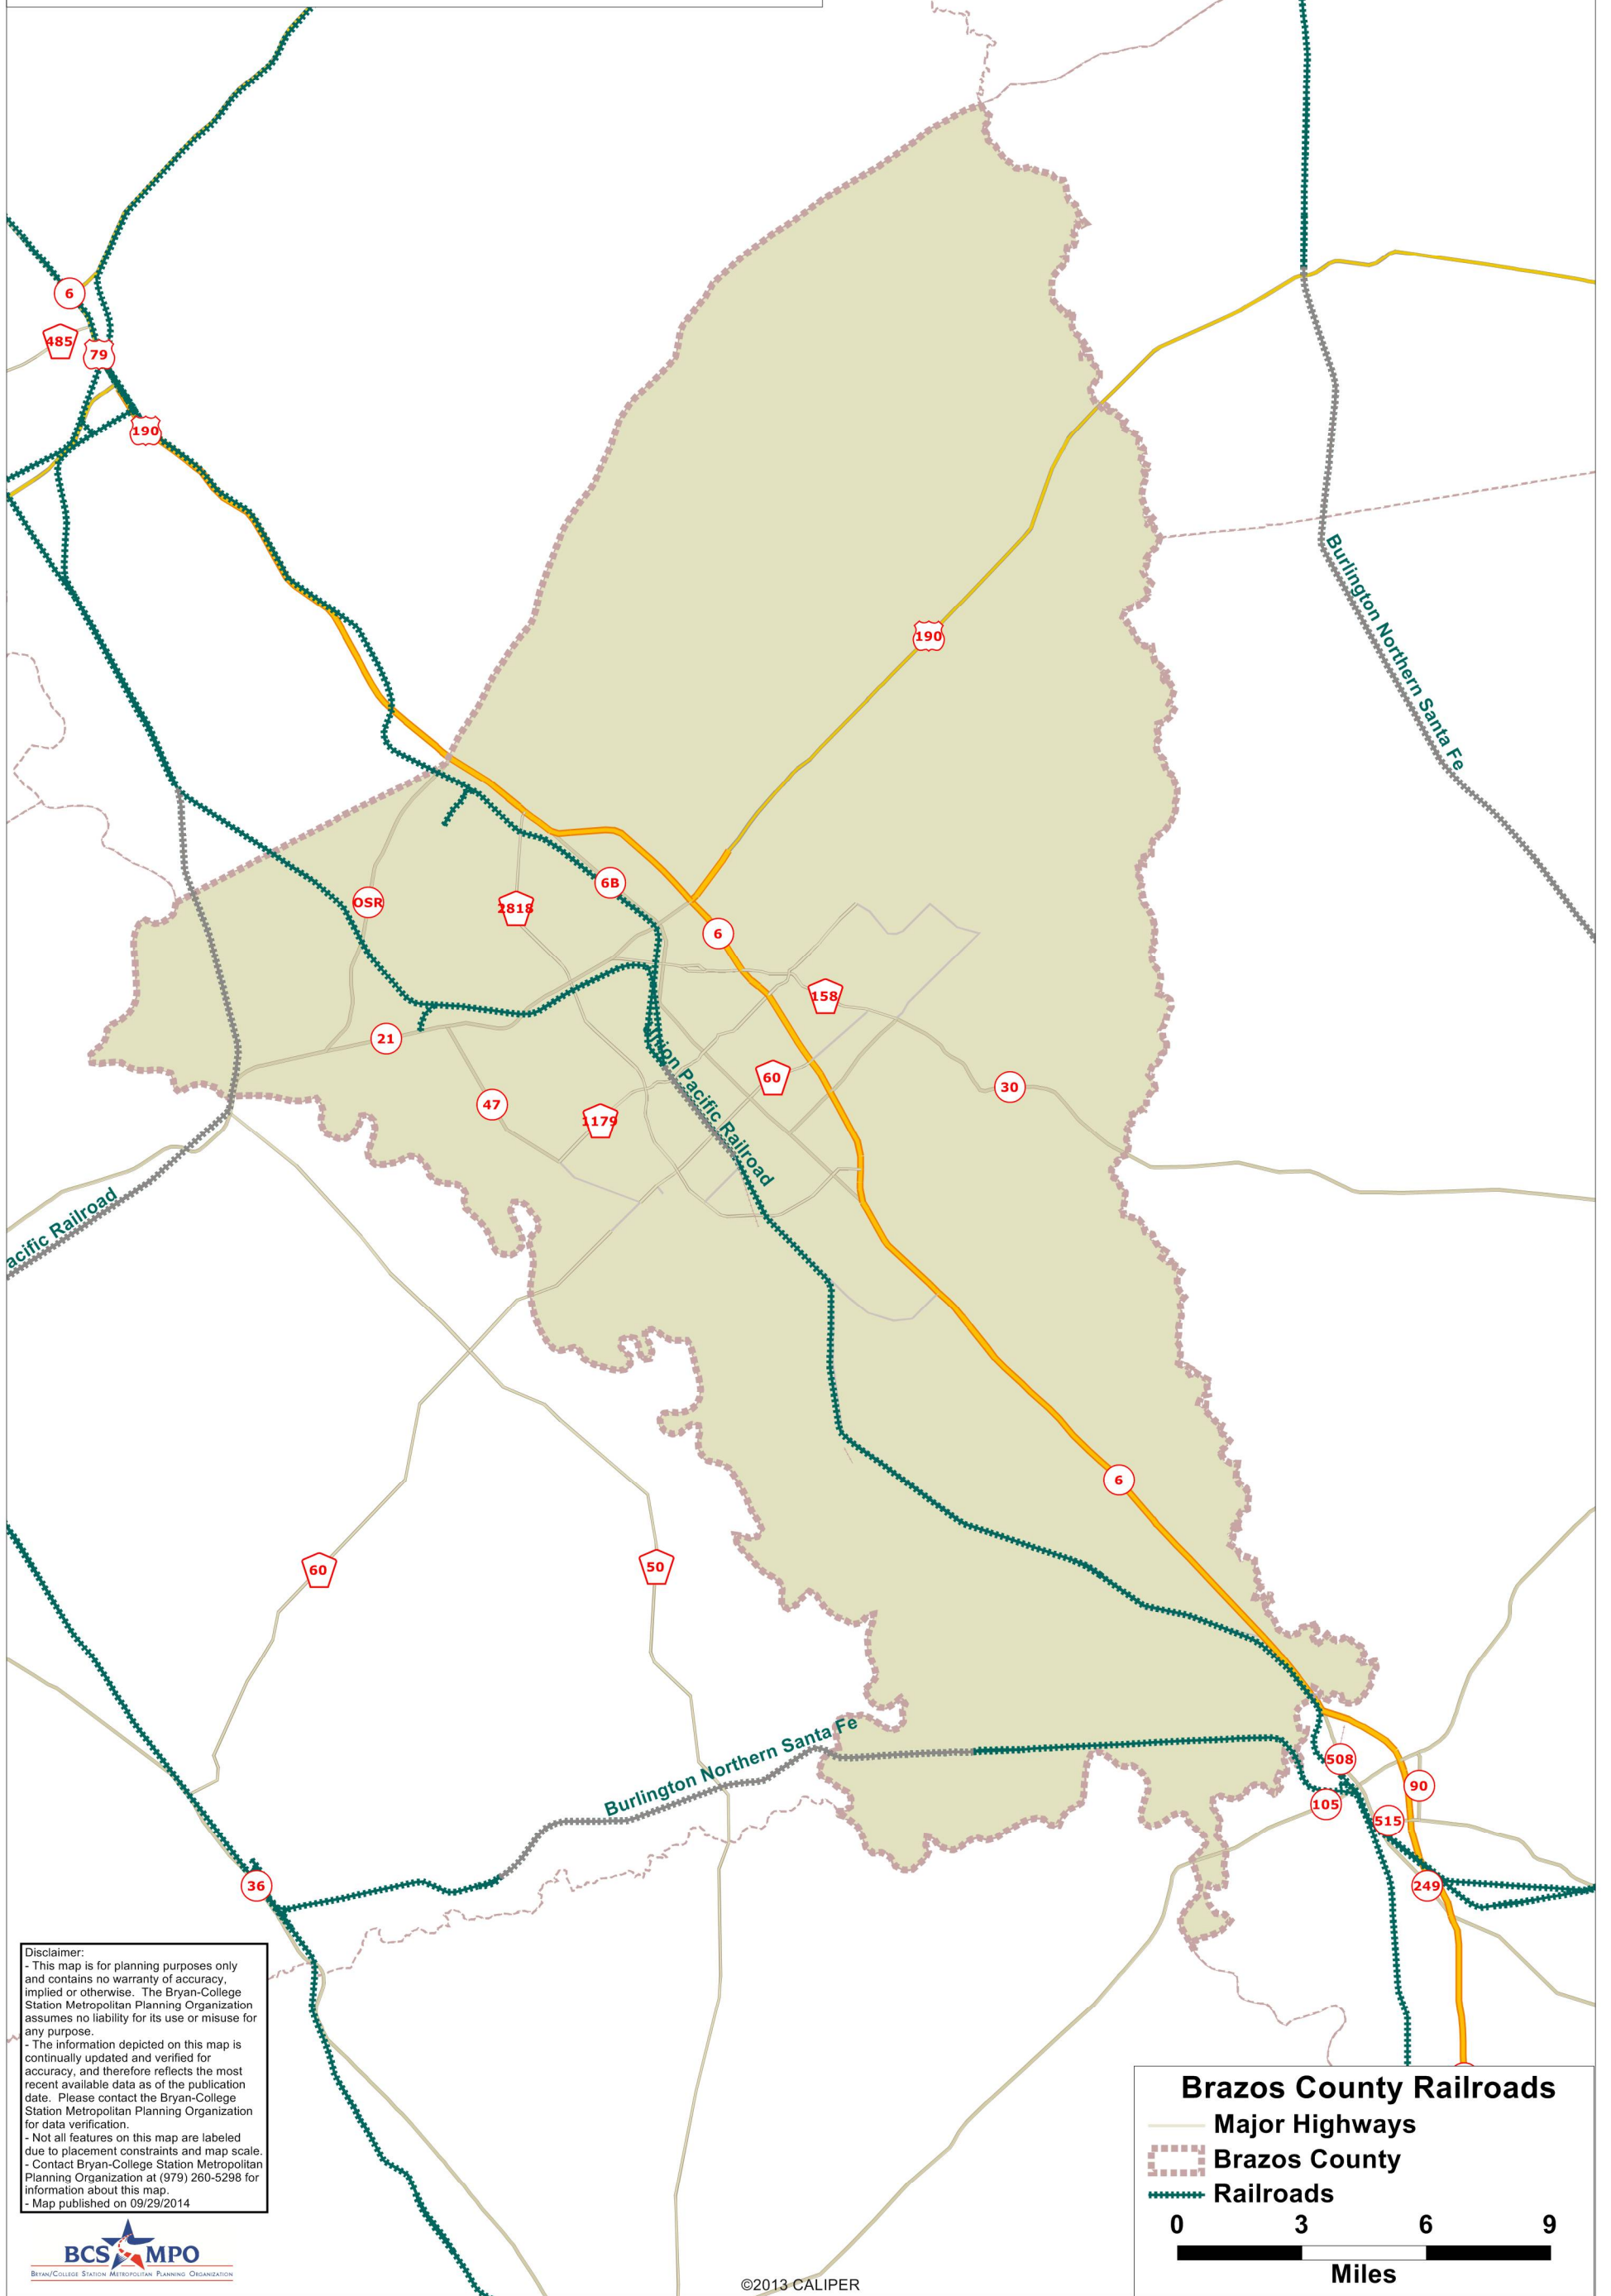 6
485
79
190
190
Burlington Northern Santa Fe
6B
OSR
2818
6
158
21
Union Pacific Railroad
60
30
47
1179
acific Railroad
6
60
50
Burlington Northern Santa Fe
508
90
105
515
36
249
Disclaimer:
- This map is for planning purposes only
and contains no warranty of accuracy,
implied or otherwise.  The Bryan-College
Station Metropolitan Planning Organization
assumes no liability for its use or misuse for
any purpose.
- The information depicted on this map is
continually updated and verified for
accuracy, and therefore reflects the most
recent available data as of the publication
date.  Please contact the Bryan-College
Station Metropolitan Planning Organization
for data verification.
- Not all features on this map are labeled
due to placement constraints and map scale.
- Contact Bryan-College Station Metropolitan
Planning Organization at (979) 260-5298 for
information about this map.
- Map published on 09/29/2014
BCS MPO
BRYAN/COLLEGE STATION METROPOLITAN PLANNING ORGANIZATION
©2013 CALIPER
Brazos County Railroads
Major Highways
Brazos County
Railroads
0 3 6 9
Miles